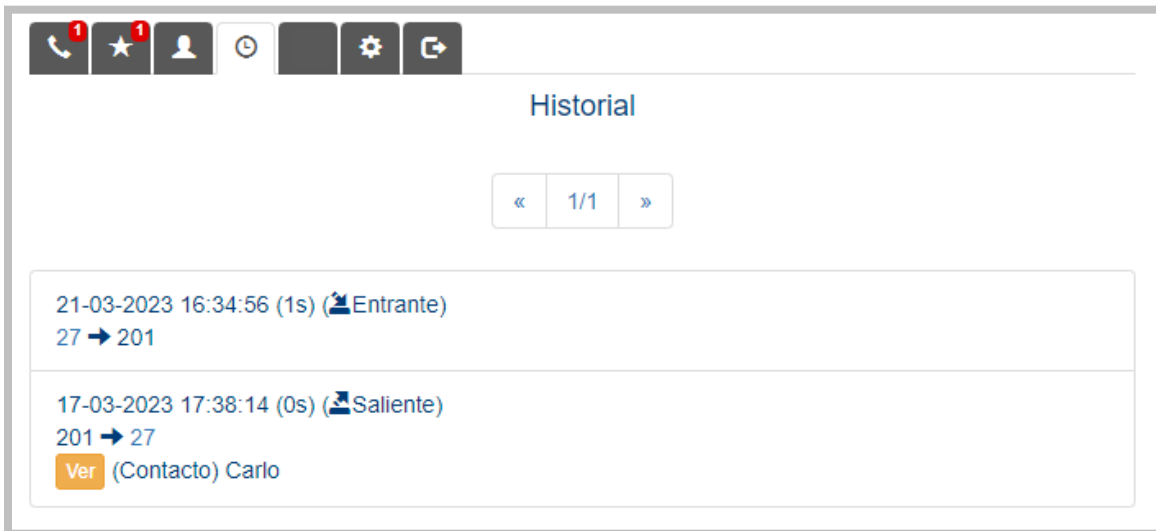 1 1
Historial
« 1/1 »
21-03-2023 16:34:56 (1s) (Entrante)
27 → 201
17-03-2023 17:38:14 (0s) (Saliente)
201 → 27
Ver (Contacto) Carlo